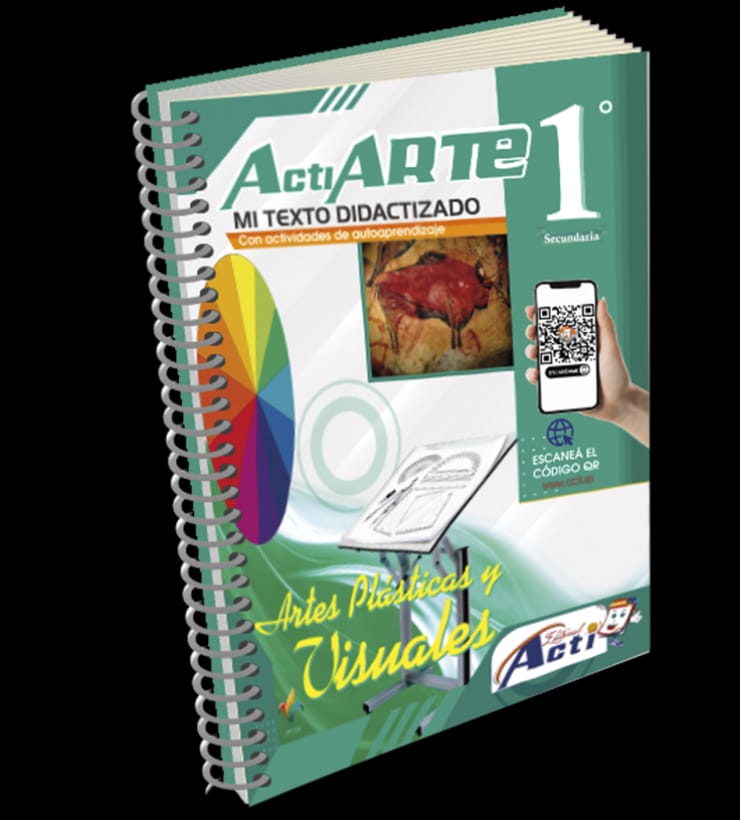 ActiARTE
1°
Secundaria
MI TEXTO DIDACTIZADO
Con actividades de autoaprendizaje
ESCANEÁ EL
CÓDIGO QR
Artes Plásticas y
Visuales
Editorial
Acti